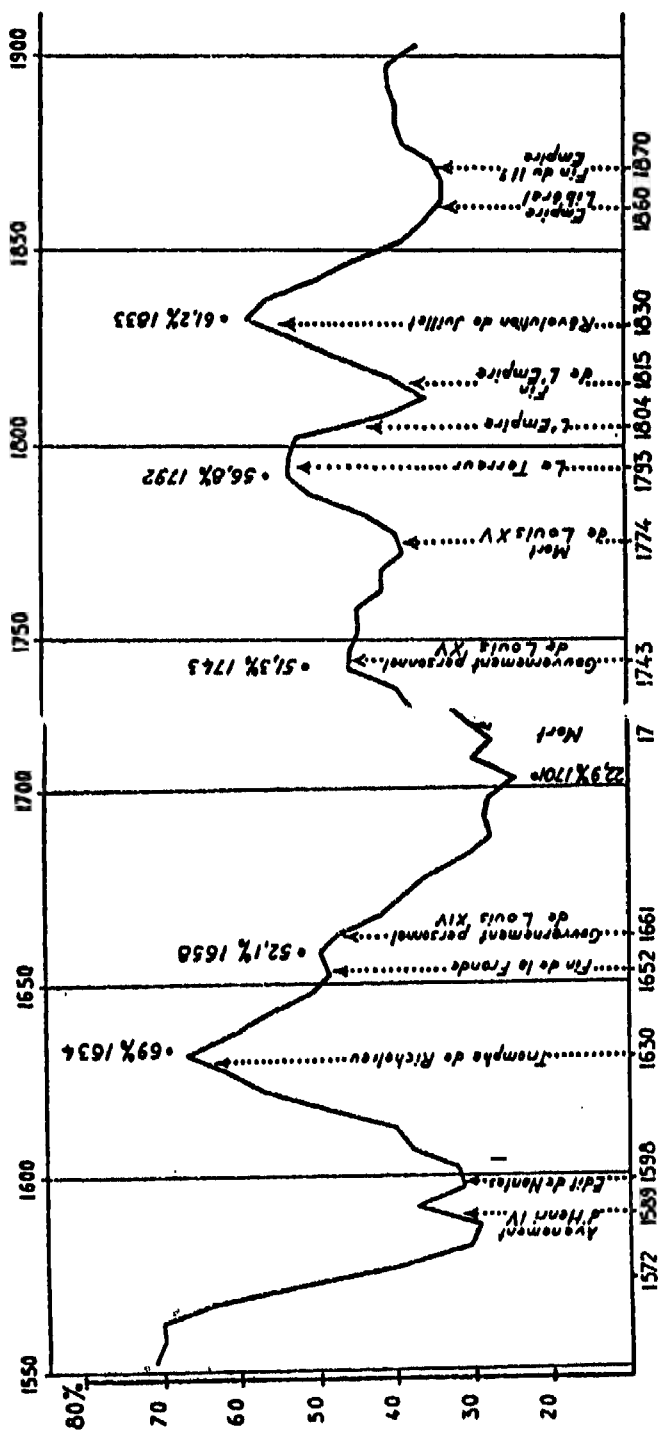 1550
1600
1650
1700
1750
1800
1850
1900
80%
70
60
50
40
30
20
69% 1634
52,1% 1658
51,3% 1743
56,8% 1792
61,2% 1833
22,9% 1701
Avènement
d'Henri IV
Edit de Nantes
Triomphe de Richelieu
Fin de la Fronde
Gouvernement personnel
de Louis XIV
Mort
Gouvernement personnel
de Louis XV
Mort
de Louis XV
La Terreur
L'Empire
Fin
de L'Empire
Révolution de Juillet
Empire
Libéral
Fin du II?
Empire
1572
1589
1598
1630
1652
1661
17
1743
1774
1793
1804
1815
1830
1860
1870